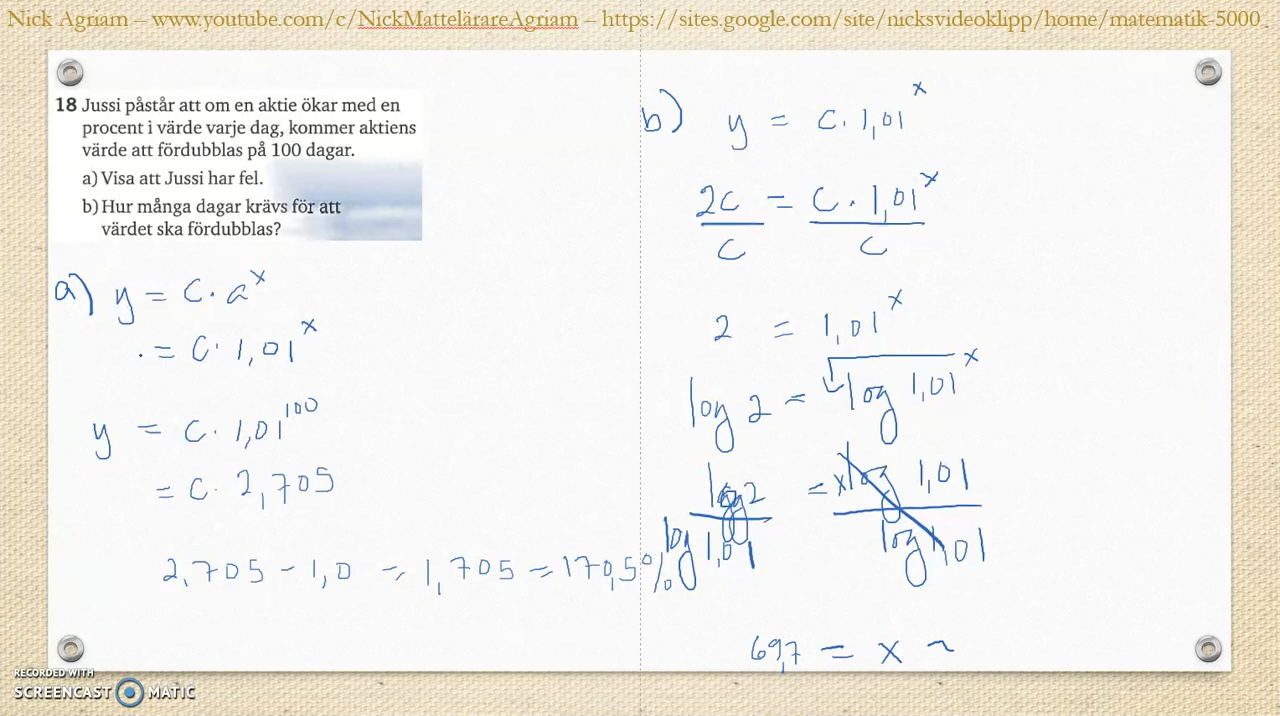 Nick Agriam – www.youtube.com/c/NickMattelärareAgriam – https://sites.google.com/site/nicksvideoklipp/home/matematik-5000
18 Jussi påstår att om en aktie ökar med en
procent i värde varje dag, kommer aktiens
värde att fördubblas på 100 dagar.
a) Visa att Jussi har fel.
b) Hur många dagar krävs för att
värdet ska fördubblas?
a) y = C · a^x
= C · 1,01^x
y = C · 1,01^100
= C · 2,705
2,705 - 1,0 = 1,705 = 170,5%
b) y = C · 1,01^x
2C/C = C · 1,01^x/C
2 = 1,01^x
log 2 = log 1,01^x
log 2/log 1,01 = x log 1,01/log 1,01
69,7 = x ~
RECORDED WITH
SCREENCAST MATIC